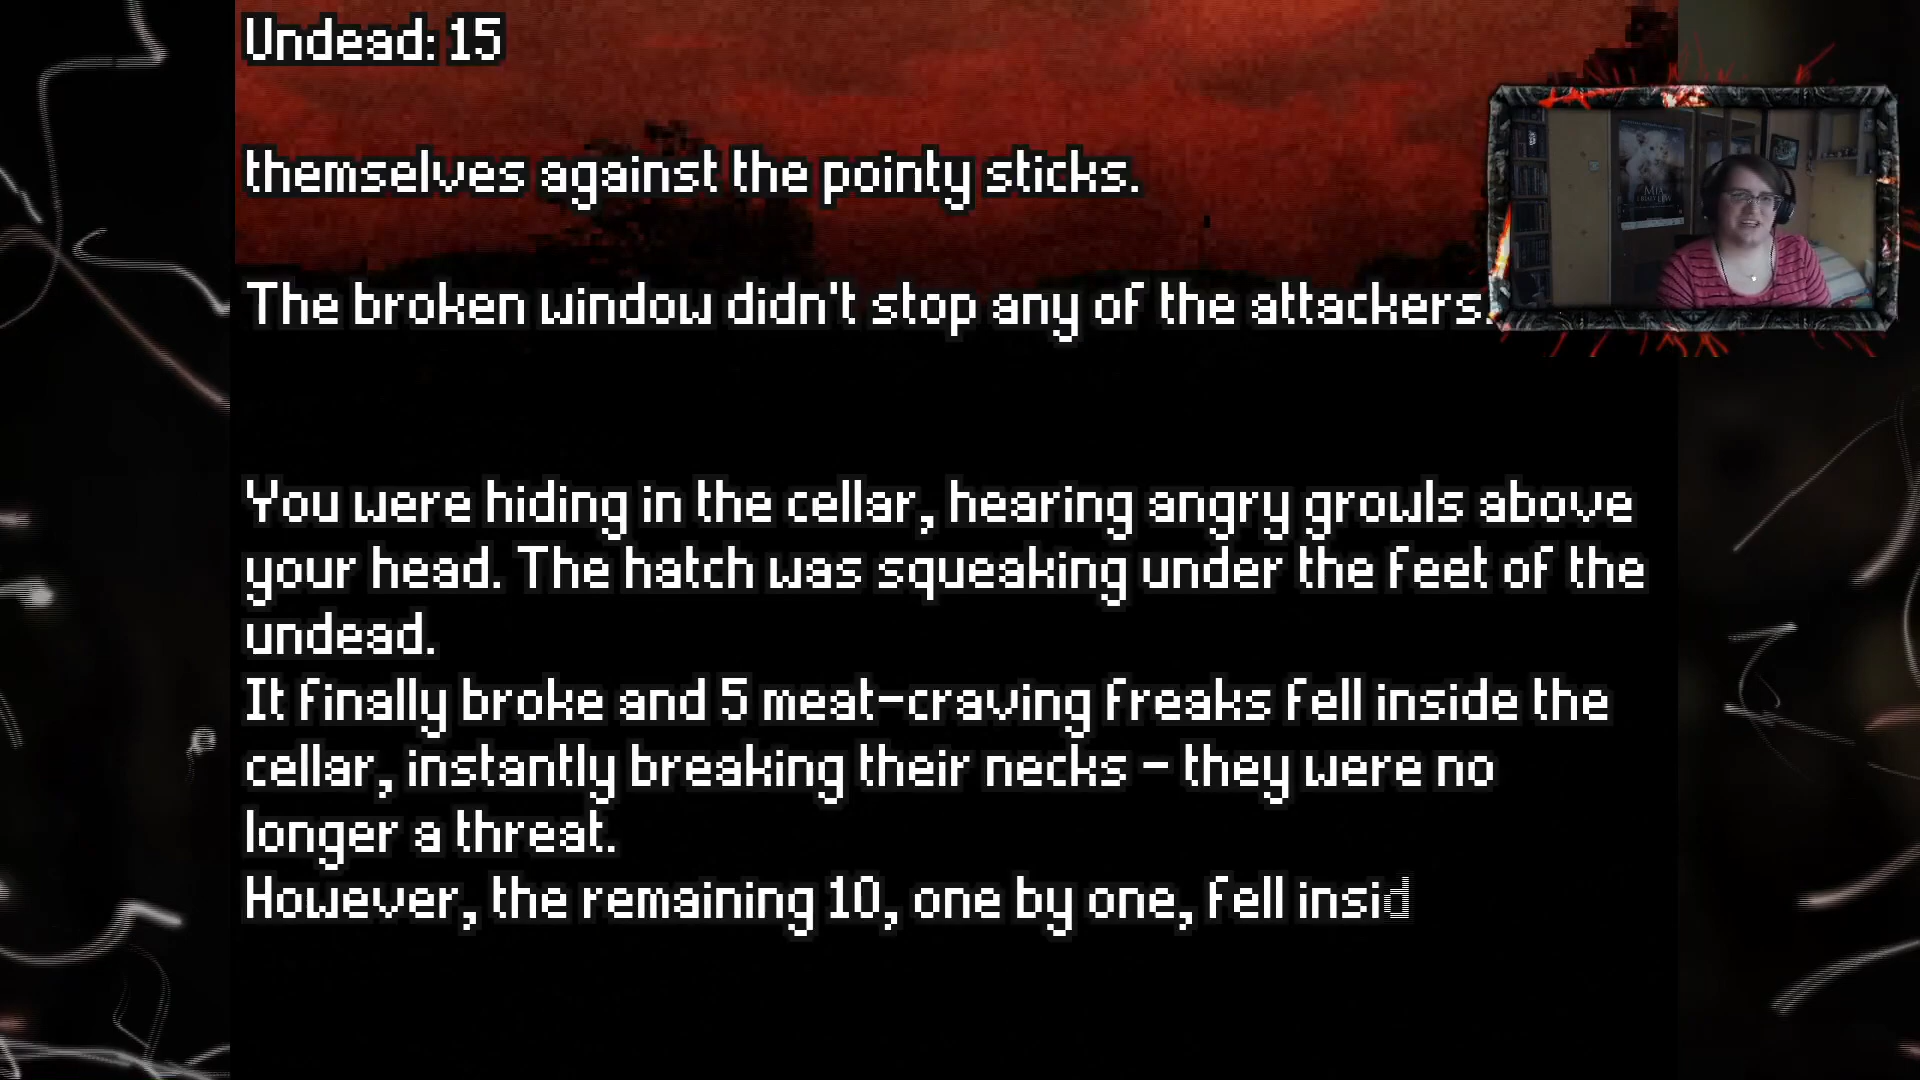 Undead: 15
themselves against the pointy sticks.
The broken window didn't stop any of the attackers.
You were hiding in the cellar, hearing angry growls above
your head. The hatch was squeaking under the feet of the
undead.
It finally broke and 5 meat-craving freaks fell inside the
cellar, instantly breaking their necks - they were no
longer a threat.
However, the remaining 10, one by one, fell insid